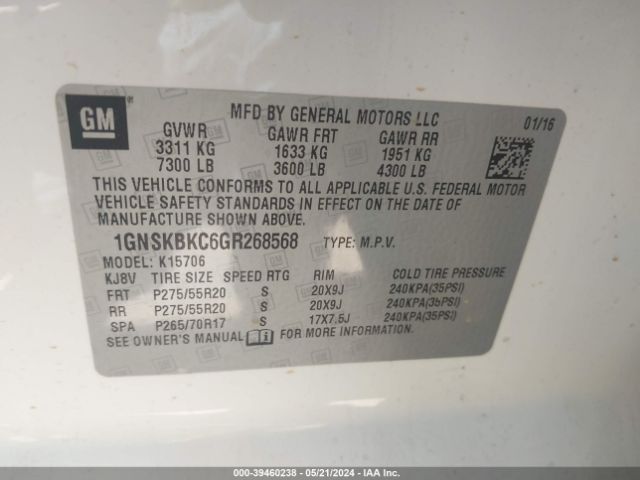 GM
MFD BY GENERAL MOTORS LLC
01/16
GVWR GAWR FRT GAWR RR
3311 KG 1633 KG 1951 KG
7300 LB 3600 LB 4300 LB
THIS VEHICLE CONFORMS TO ALL APPLICABLE U.S. FEDERAL MOTOR
VEHICLE SAFETY STANDARDS IN EFFECT ON THE DATE OF
MANUFACTURE SHOWN ABOVE.
1GNSKBKC6GR268568 TYPE: M.P.V.
MODEL: K15706
KJ8V TIRE SIZE SPEED RTG RIM COLD TIRE PRESSURE
FRT P275/55R20 S 20X9J 240KPA(35PSI)
RR P275/55R20 S 20X9J 240KPA(35PSI)
SPA P265/70R17 S 17X7.5J 240KPA(35PSI)
SEE OWNER'S MANUAL FOR MORE INFORMATION.
000-39460238 - 05/21/2024 - IAAI.COM